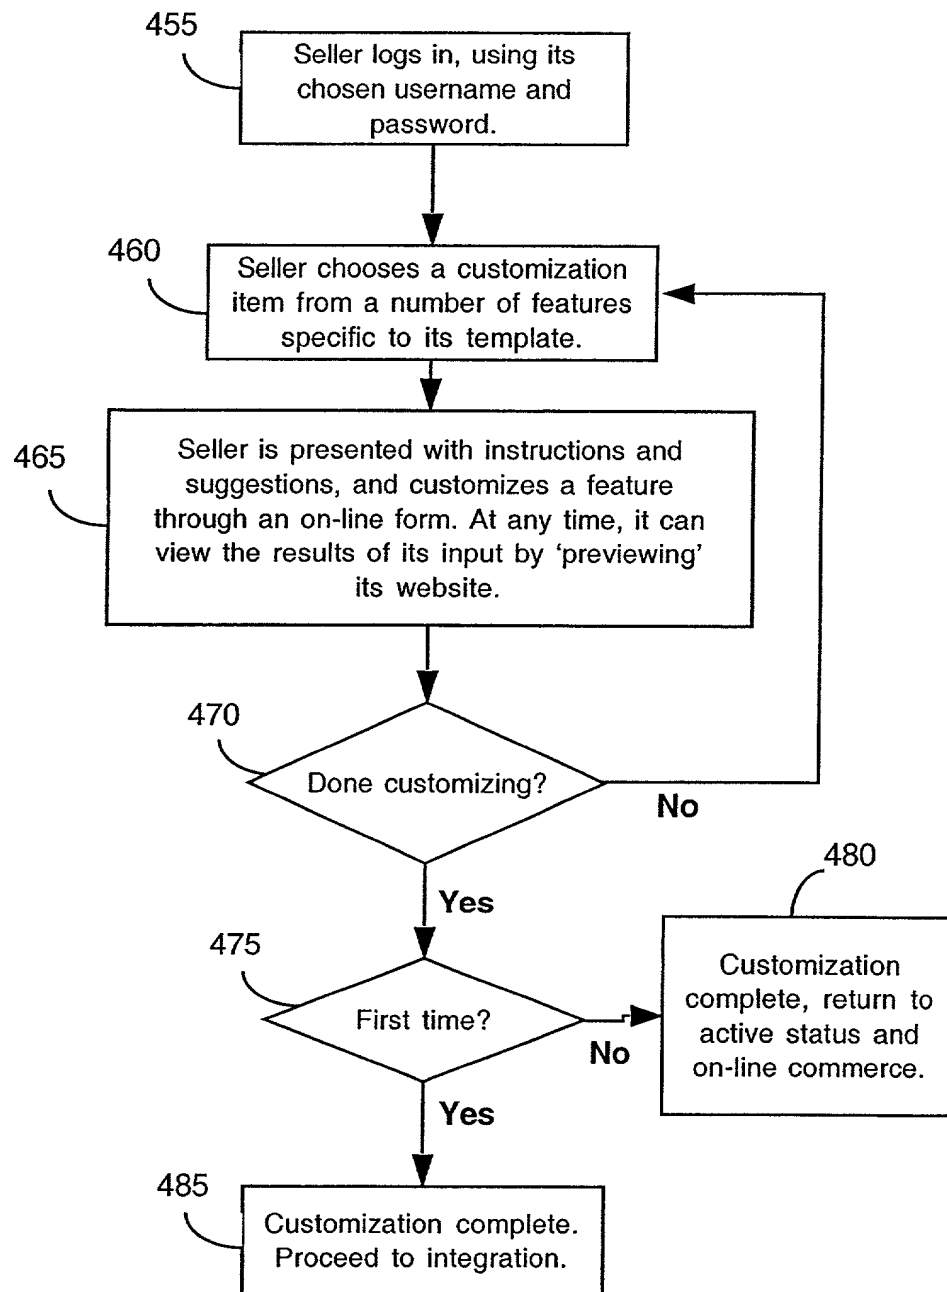 455
Seller logs in, using its
chosen username and
password.
460
Seller chooses a customization
item from a number of features
specific to its template.
465
Seller is presented with instructions and
suggestions, and customizes a feature
through an on-line form. At any time, it can
view the results of its input by ‘previewing’
its website.
470
Done customizing?
No
Yes
480
475
First time?
No
Customization
complete, return to
active status and
on-line commerce.
Yes
485
Customization complete.
Proceed to integration.